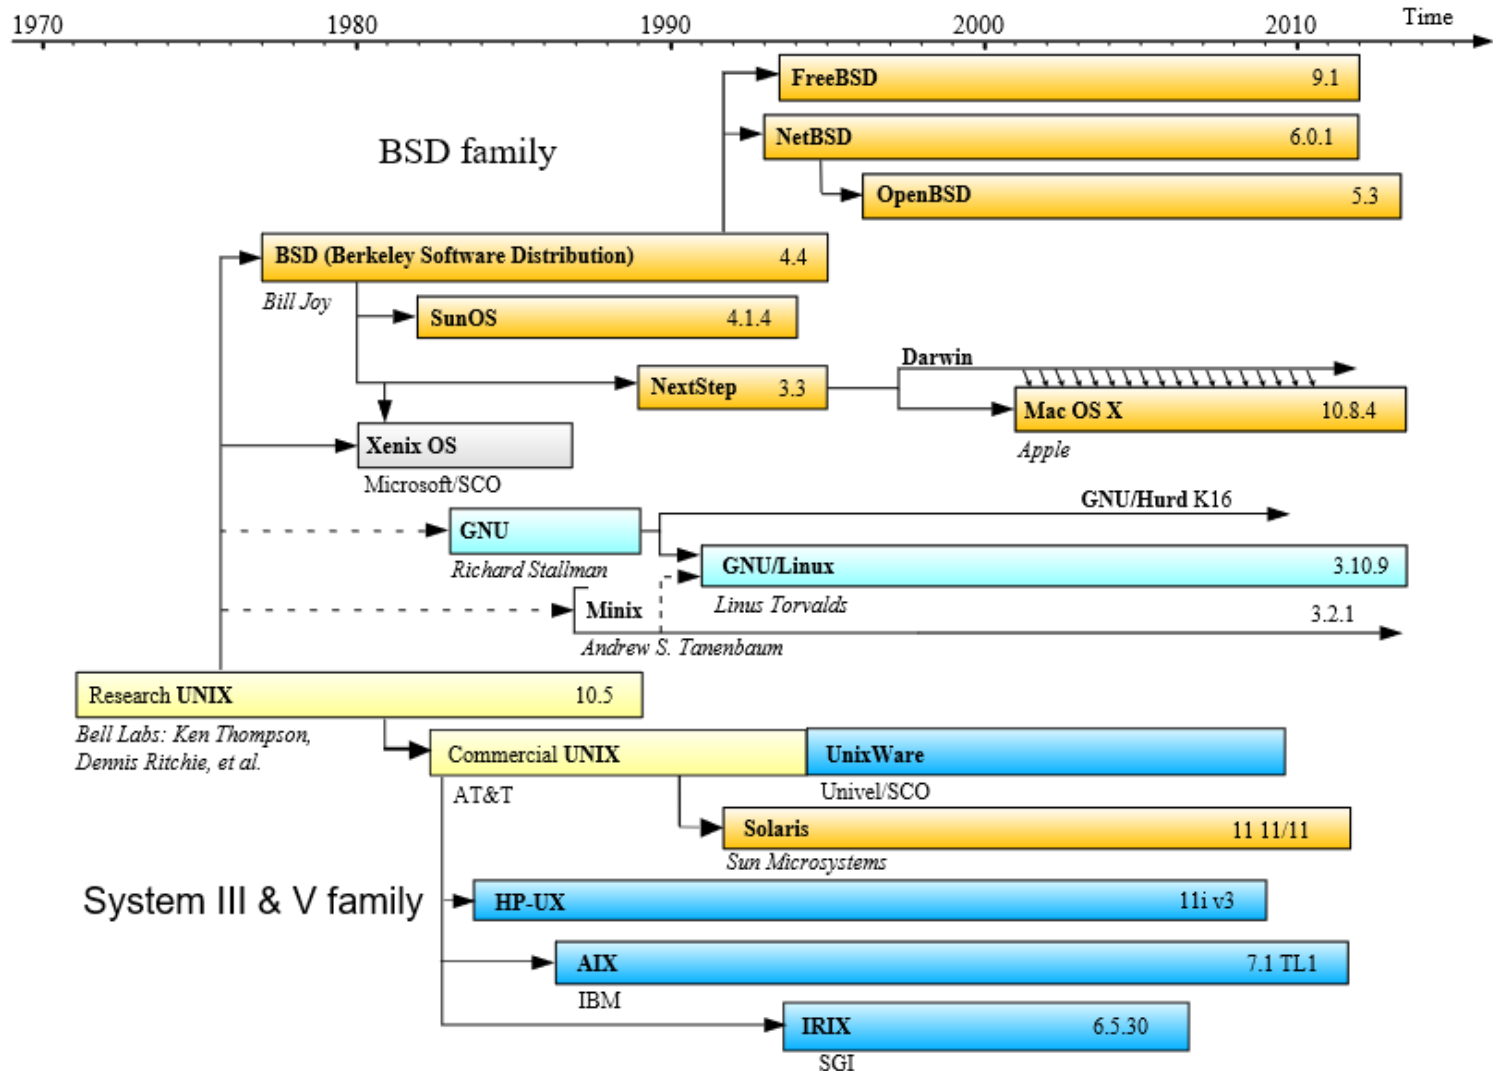 1970 1980 1990 2000 2010 Time
FreeBSD 9.1
BSD family
NetBSD 6.0.1
OpenBSD 5.3
BSD (Berkeley Software Distribution) 4.4
Bill Joy
SunOS 4.1.4
Darwin
NextStep 3.3
Mac OS X 10.8.4
Apple
Xenix OS
Microsoft/SCO
GNU/Hurd K16
GNU
Richard Stallman
GNU/Linux 3.10.9
Linus Torvalds
Minix 3.2.1
Andrew S. Tanenbaum
Research UNIX 10.5
Bell Labs: Ken Thompson,
Dennis Ritchie, et al.
Commercial UNIX
AT&T
UnixWare
Univel/SCO
Solaris 11 11/11
Sun Microsystems
System III & V family
HP-UX 11i v3
AIX 7.1 TL1
IBM
IRIX 6.5.30
SGI